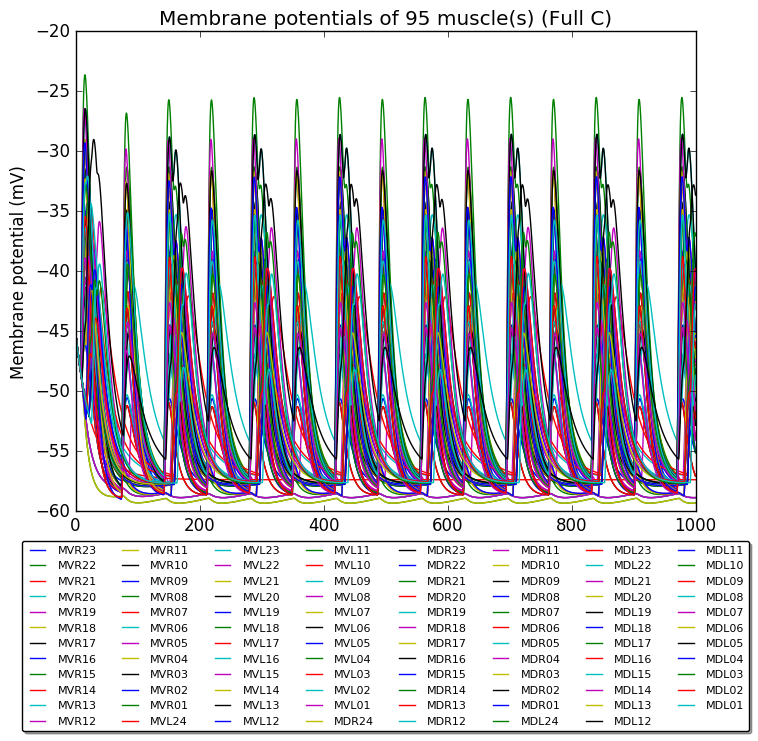 Membrane potentials of 95 muscle(s) (Full C)
−20
−25
−30
−35
−40
−45
−50
−55
−60
Membrane potential (mV)
0 200 400 600 800 1000
MVR23 MVR11 MVL23 MVL11 MDR23 MDR11 MDL23 MDL11
MVR22 MVR10 MVL22 MVL10 MDR22 MDR10 MDL22 MDL10
MVR21 MVR09 MVL21 MVL09 MDR21 MDR09 MDL21 MDL09
MVR20 MVR08 MVL20 MVL08 MDR20 MDR08 MDL20 MDL08
MVR19 MVR07 MVL19 MVL07 MDR19 MDR07 MDL19 MDL07
MVR18 MVR06 MVL18 MVL06 MDR18 MDR06 MDL18 MDL06
MVR17 MVR05 MVL17 MVL05 MDR17 MDR05 MDL17 MDL05
MVR16 MVR04 MVL16 MVL04 MDR16 MDR04 MDL16 MDL04
MVR15 MVR03 MVL15 MVL03 MDR15 MDR03 MDL15 MDL03
MVR14 MVR02 MVL14 MVL02 MDR14 MDR02 MDL14 MDL02
MVR13 MVR01 MVL13 MVL01 MDR12 MDR01 MDL13 MDL01
MVR12 MVL24 MVL12 MDR24 MDR12 MDL24 MDL12